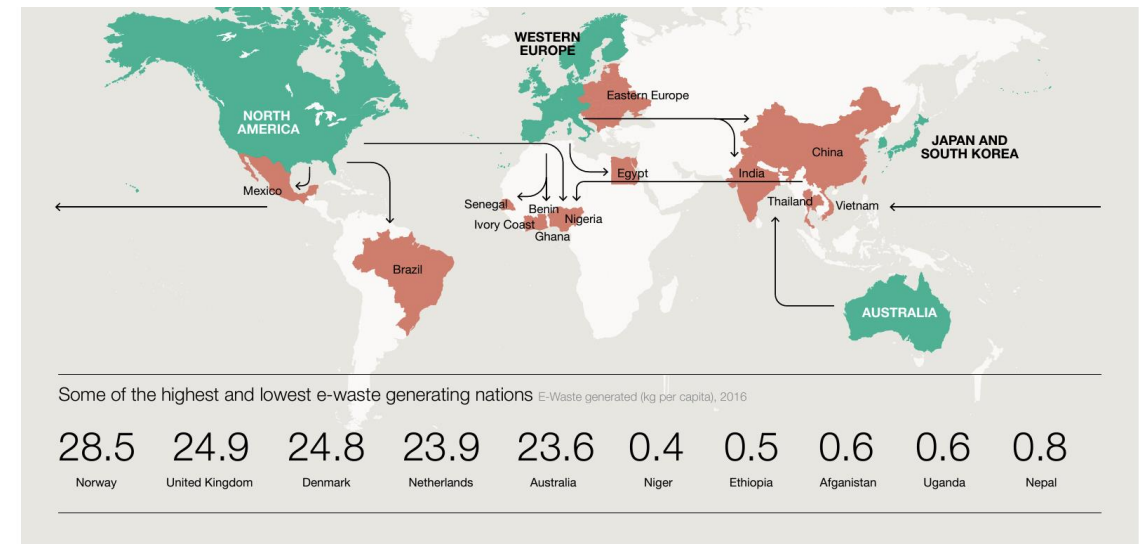 WESTERN
EUROPE
Eastern Europe
NORTH
AMERICA
JAPAN AND
SOUTH KOREA
China
Mexico
Egypt
India
Senegal
Benin
Thailand
Vietnam
Ivory Coast
Nigeria
Ghana
Brazil
AUSTRALIA
Some of the highest and lowest e-waste generating nations E-Waste generated (kg per capita), 2016
28.5 24.9 24.8 23.9 23.6 0.4 0.5 0.6 0.6 0.8
Norway United Kingdom Denmark Netherlands Australia Niger Ethiopia Afganistan Uganda Nepal